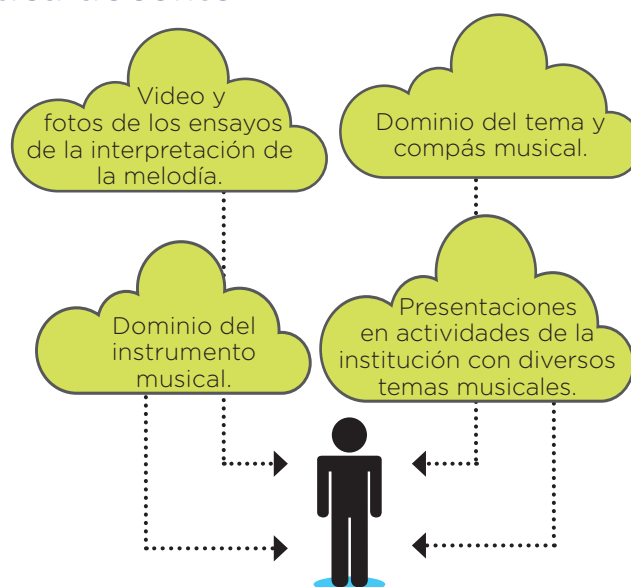 Video y
fotos de los ensayos
de la interpretación de
la melodía.
Dominio del tema y
compás musical.
Dominio del
instrumento
musical.
Presentaciones
en actividades de la
institución con diversos
temas musicales.